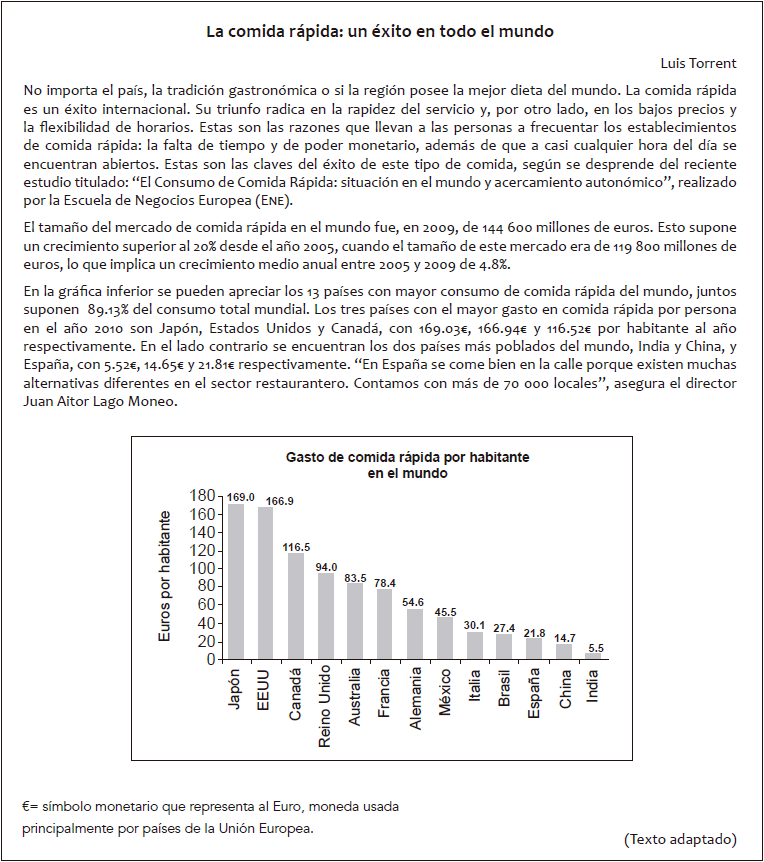 La comida rápida: un éxito en todo el mundo
Luis Torrent
No importa el país, la tradición gastronómica o si la región posee la mejor dieta del mundo. La comida rápida
es un éxito internacional. Su triunfo radica en la rapidez del servicio y, por otro lado, en los bajos precios y
la flexibilidad de horarios. Estas son las razones que llevan a las personas a frecuentar los establecimientos
de comida rápida: la falta de tiempo y de poder monetario, además de que a casi cualquier hora del día se
encuentran abiertos. Estas son las claves del éxito de este tipo de comida, según se desprende del reciente
estudio titulado: “El Consumo de Comida Rápida: situación en el mundo y acercamiento autonómico”, realizado
por la Escuela de Negocios Europea (ENE).
El tamaño del mercado de comida rápida en el mundo fue, en 2009, de 144 600 millones de euros. Esto supone
un crecimiento superior al 20% desde el año 2005, cuando el tamaño de este mercado era de 119 800 millones de
euros, lo que implica un crecimiento medio anual entre 2005 y 2009 de 4.8%.
En la gráfica inferior se pueden apreciar los 13 países con mayor consumo de comida rápida del mundo, juntos
suponen 89.13% del consumo total mundial. Los tres países con el mayor gasto en comida rápida por persona
en el año 2010 son Japón, Estados Unidos y Canadá, con 169.03€, 166.94€ y 116.52€ por habitante al año
respectivamente. En el lado contrario se encuentran los dos países más poblados del mundo, India y China, y
España, con 5.52€, 14.65€ y 21.81€ respectivamente. “En España se come bien en la calle porque existen muchas
alternativas diferentes en el sector restaurantero. Contamos con más de 70 000 locales”, asegura el director
Juan Aitor Lago Moneo.
Gasto de comida rápida por habitante
en el mundo
Euros por habitante
180
160
140
120
100
80
60
40
20
0
169.0
166.9
116.5
94.0
83.5
78.4
54.6
45.5
30.1
27.4
21.8
14.7
5.5
Japón
EEUU
Canadá
Reino Unido
Australia
Francia
Alemania
México
Italia
Brasil
España
China
India
€= símbolo monetario que representa al Euro, moneda usada
principalmente por países de la Unión Europea.
(Texto adaptado)